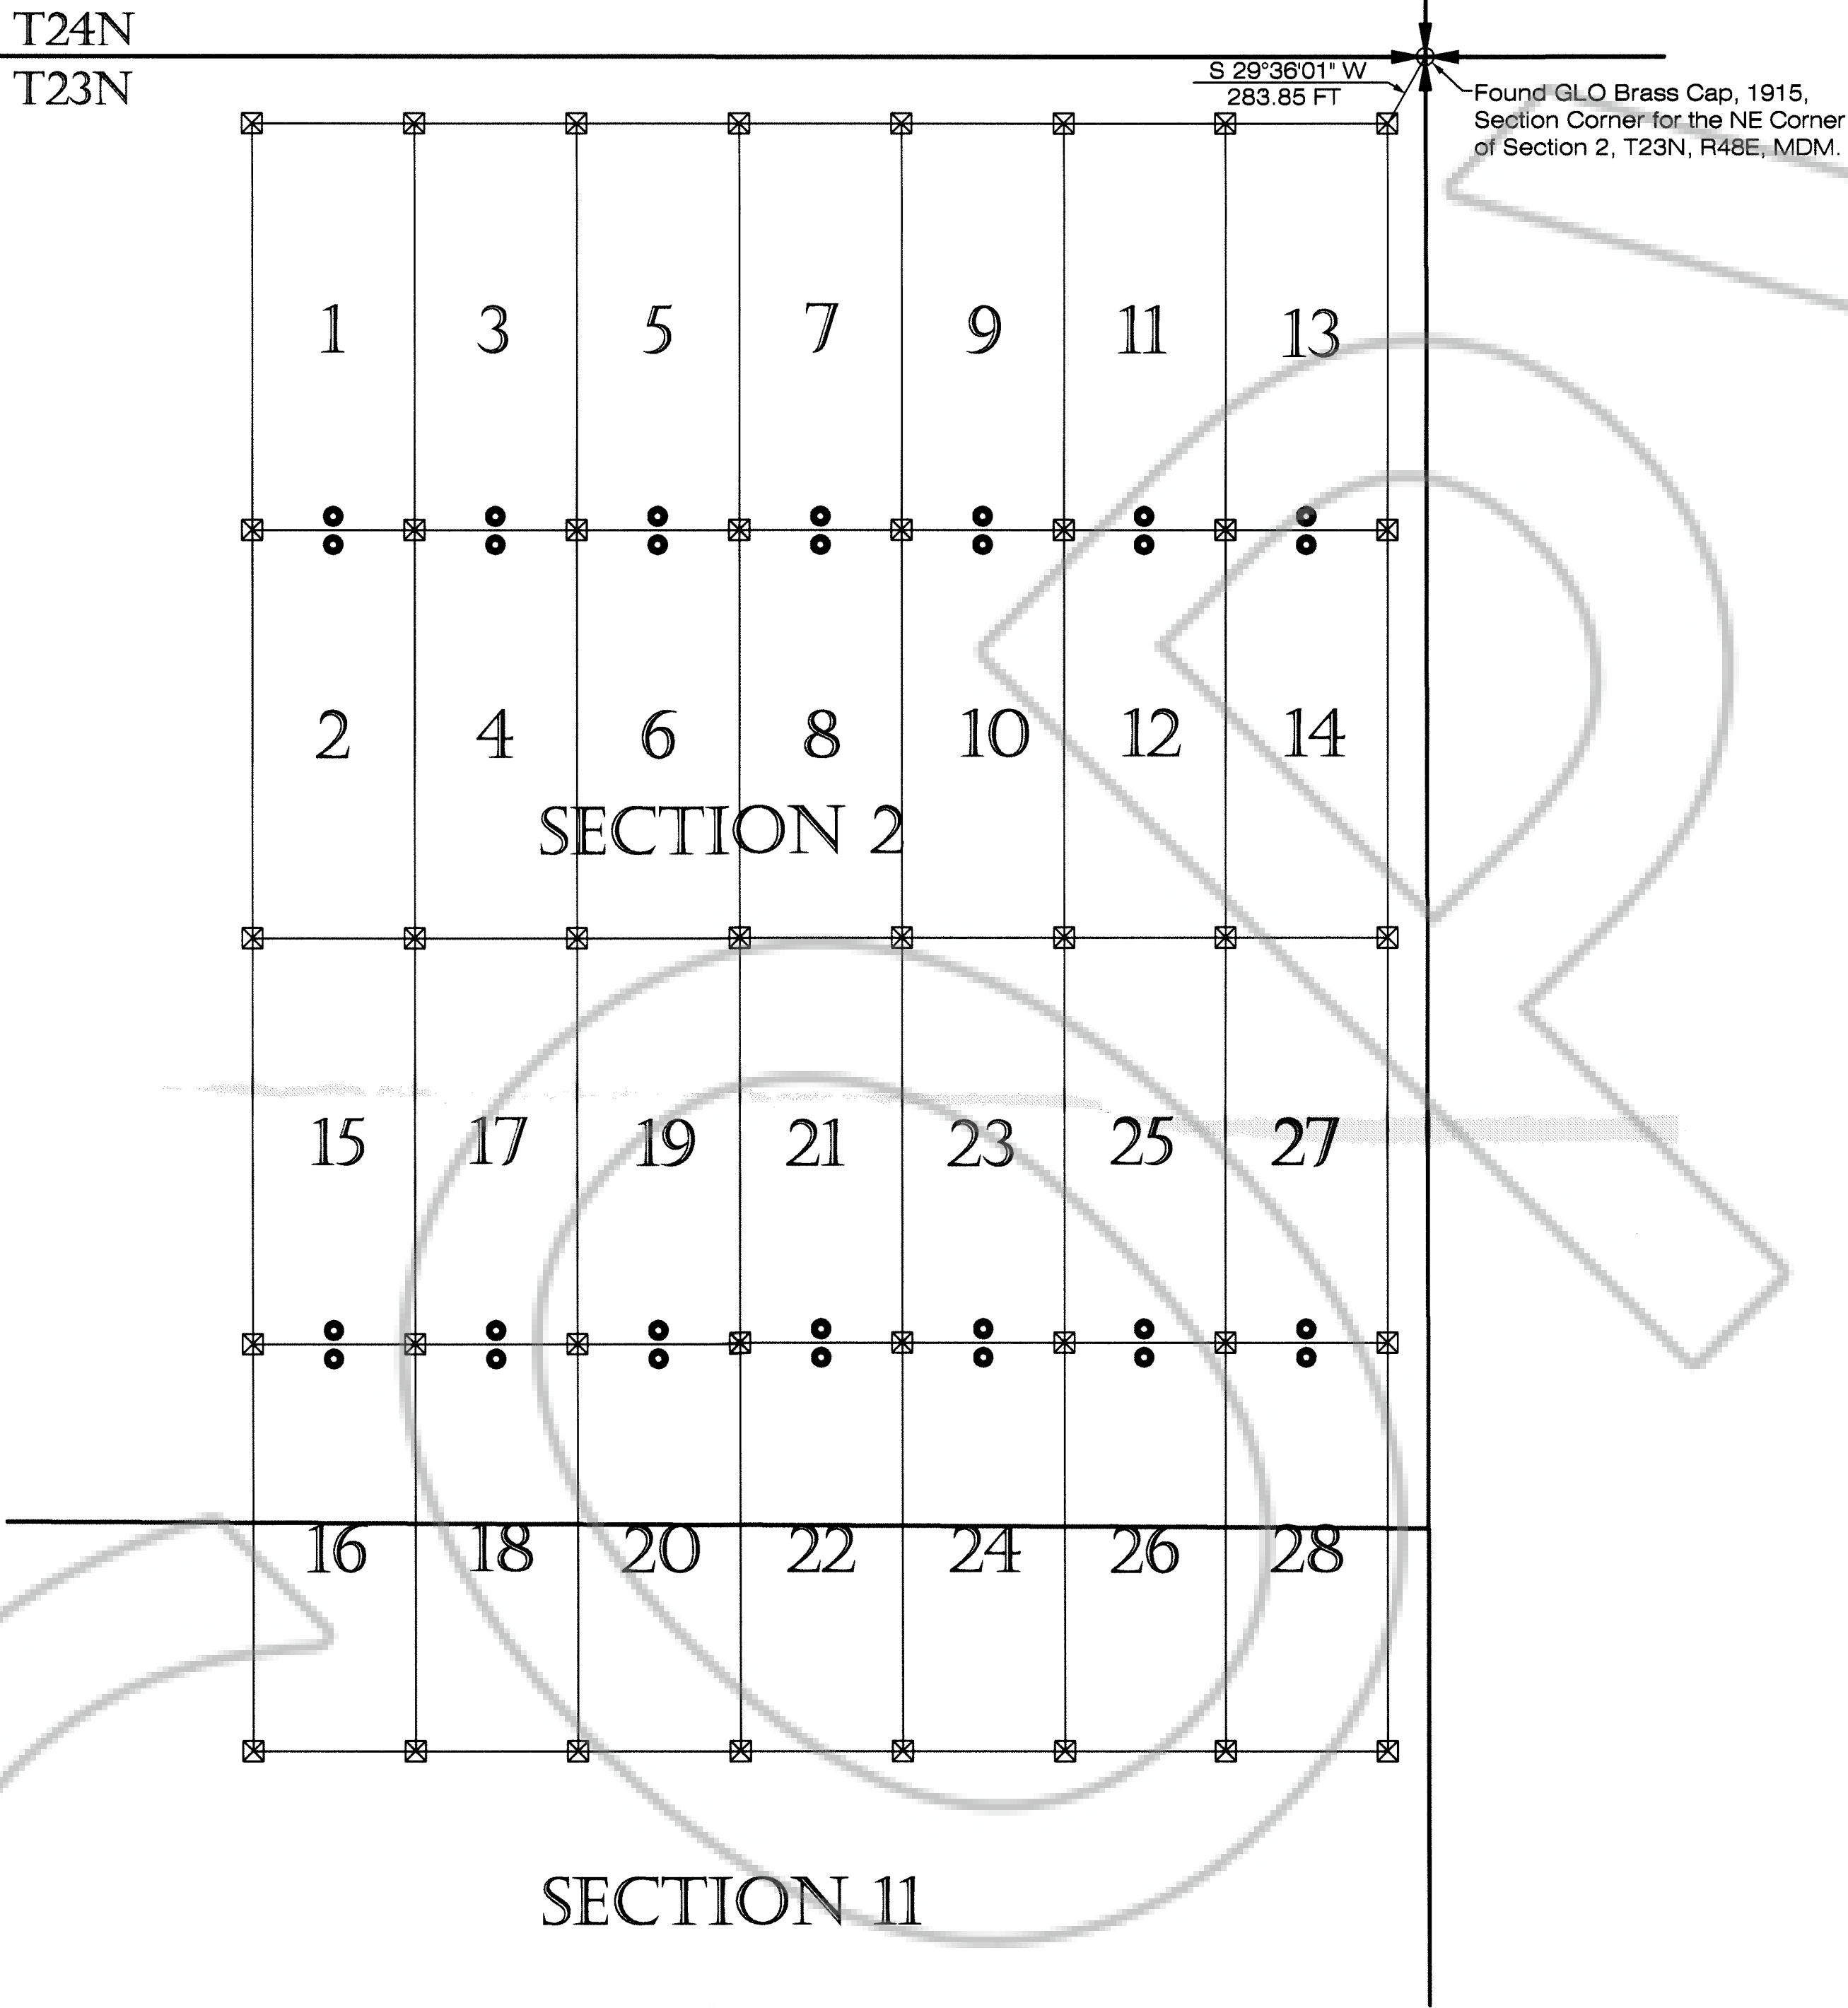 T24N
T23N
S 29°36'01" W
283.85 FT
Found GLO Brass Cap, 1915,
Section Corner for the NE Corner
of Section 2, T23N, R48E, MDM.
1 3 5 7 9 11 13
2 4 6 8 10 12 14
SECTION 2
15 17 19 21 23 25 27
16 18 20 22 24 26 28
SECTION 11